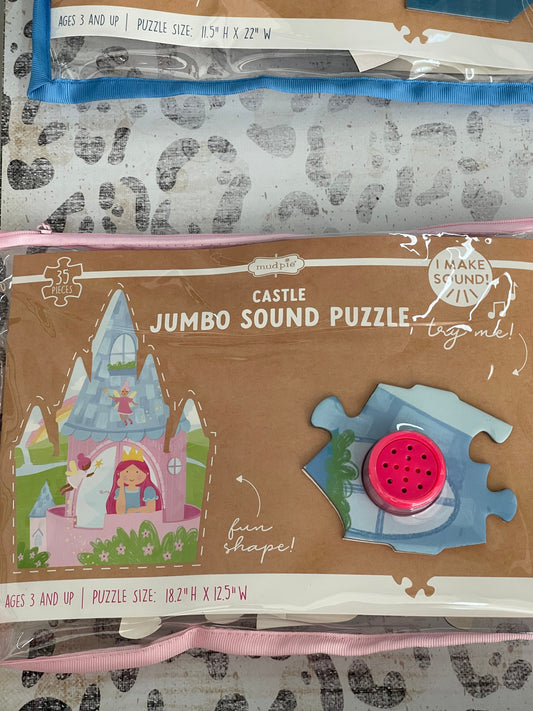 AGES 3 AND UP | PUZZLE SIZE: 11.5" H X 22" W
35
PIECES
mudpie
I MAKE
SOUND!
CASTLE
JUMBO SOUND PUZZLE
try me!
fun
shape!
AGES 3 AND UP | PUZZLE SIZE: 18.2" H X 12.5" W